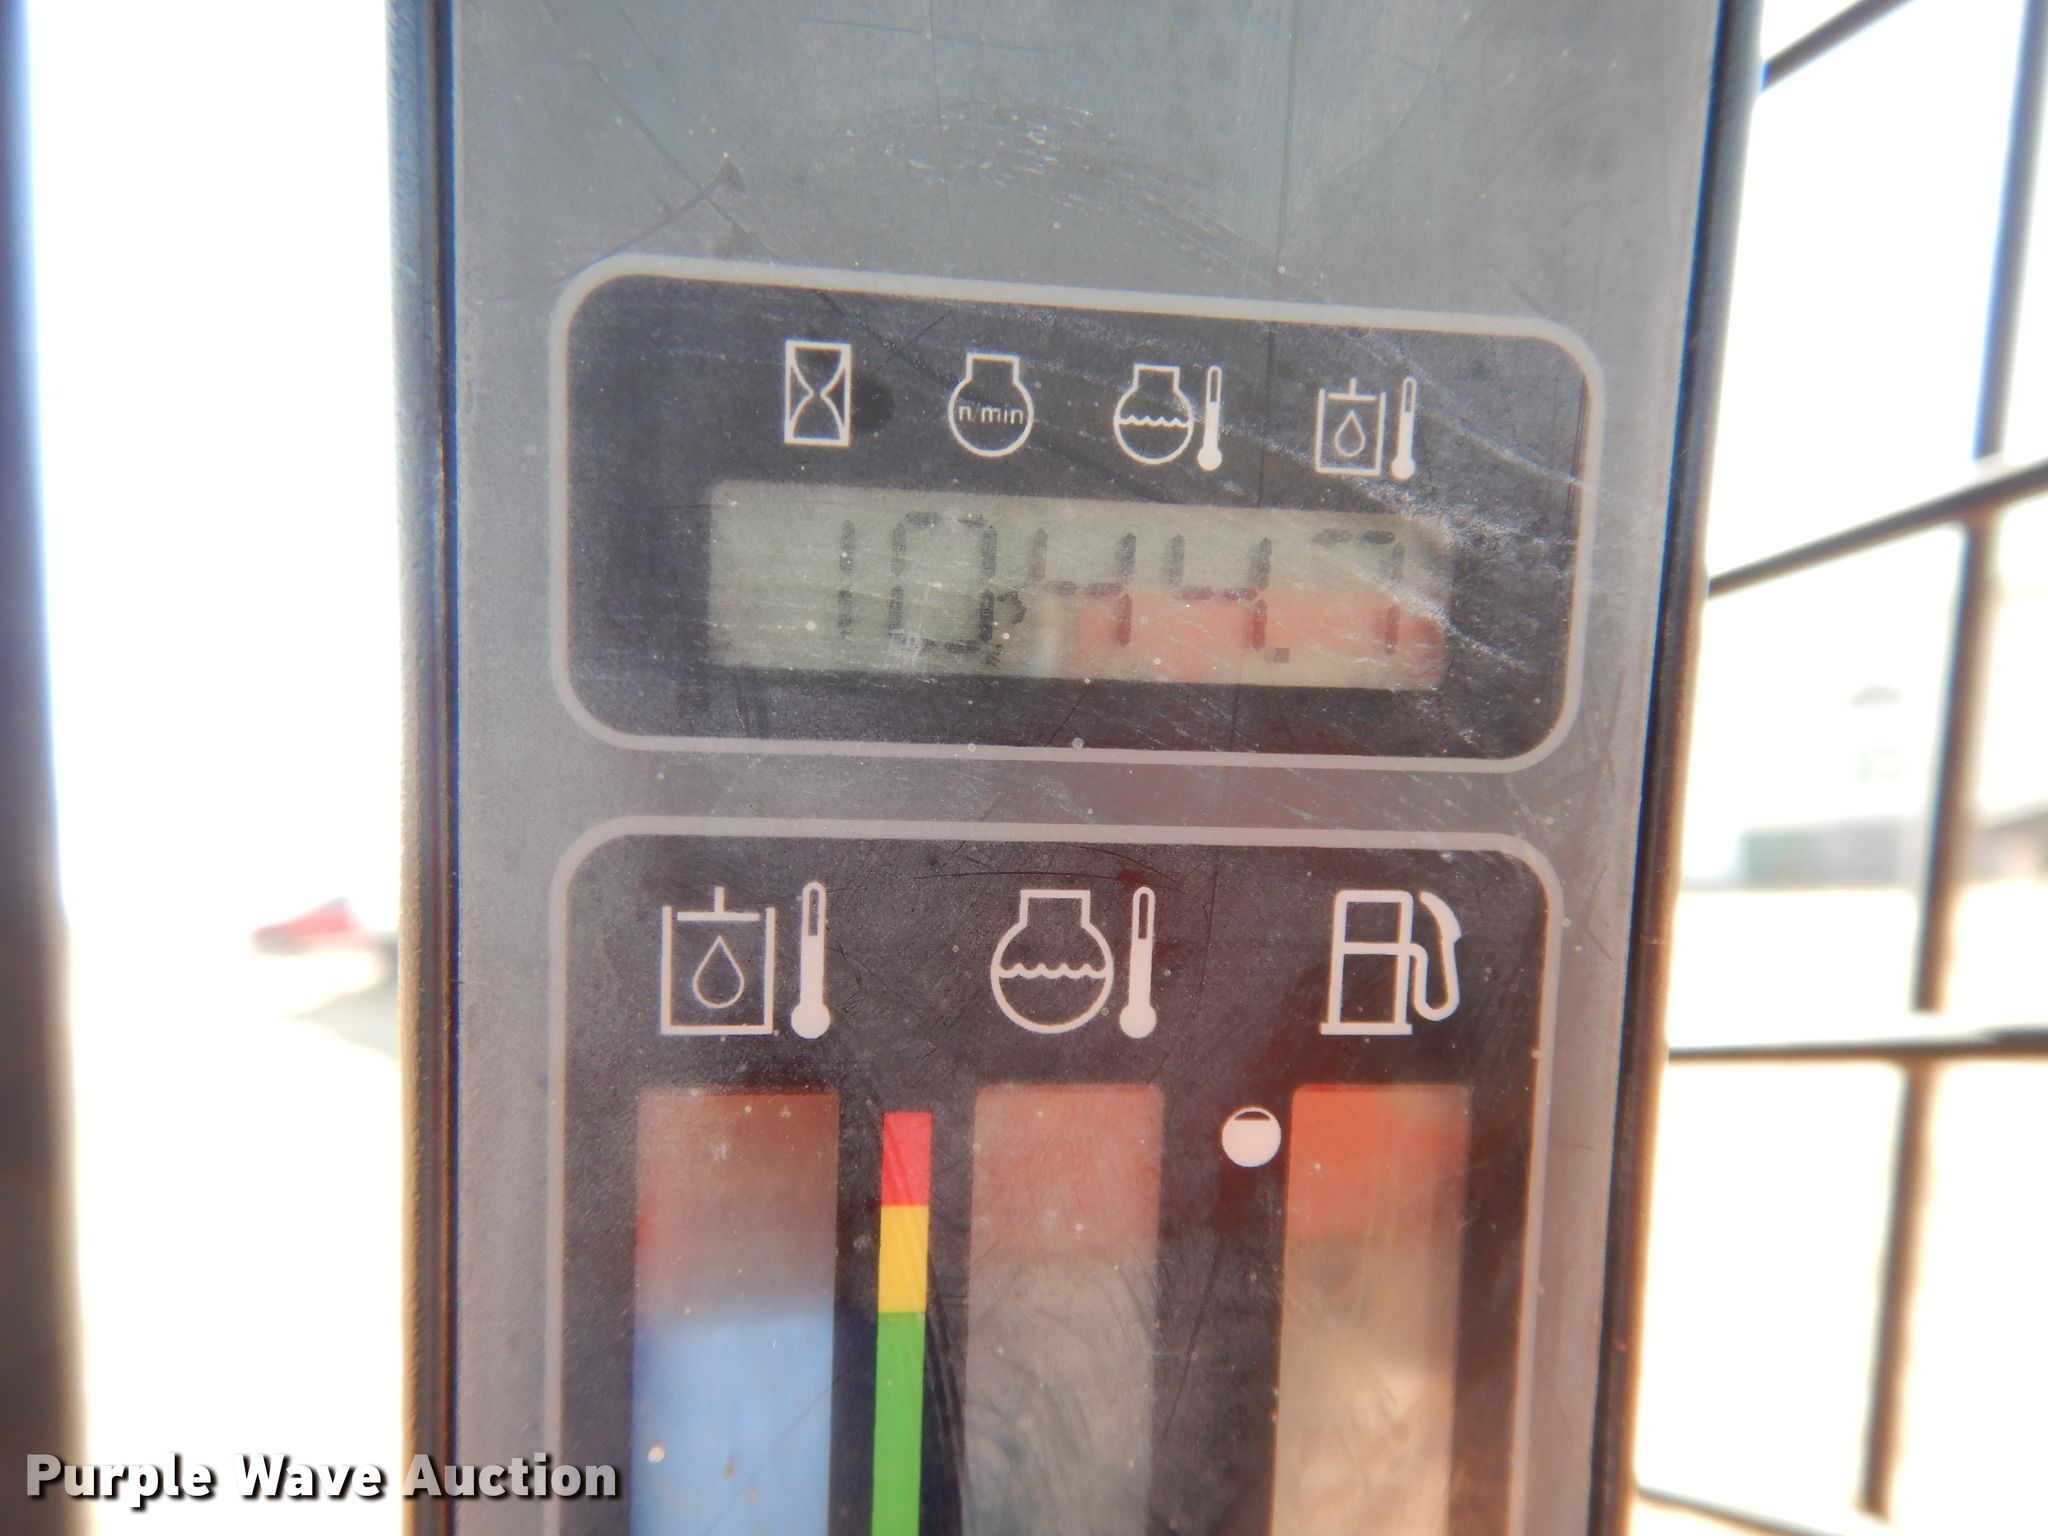 n/min
1044.7
Purple Wave Auction